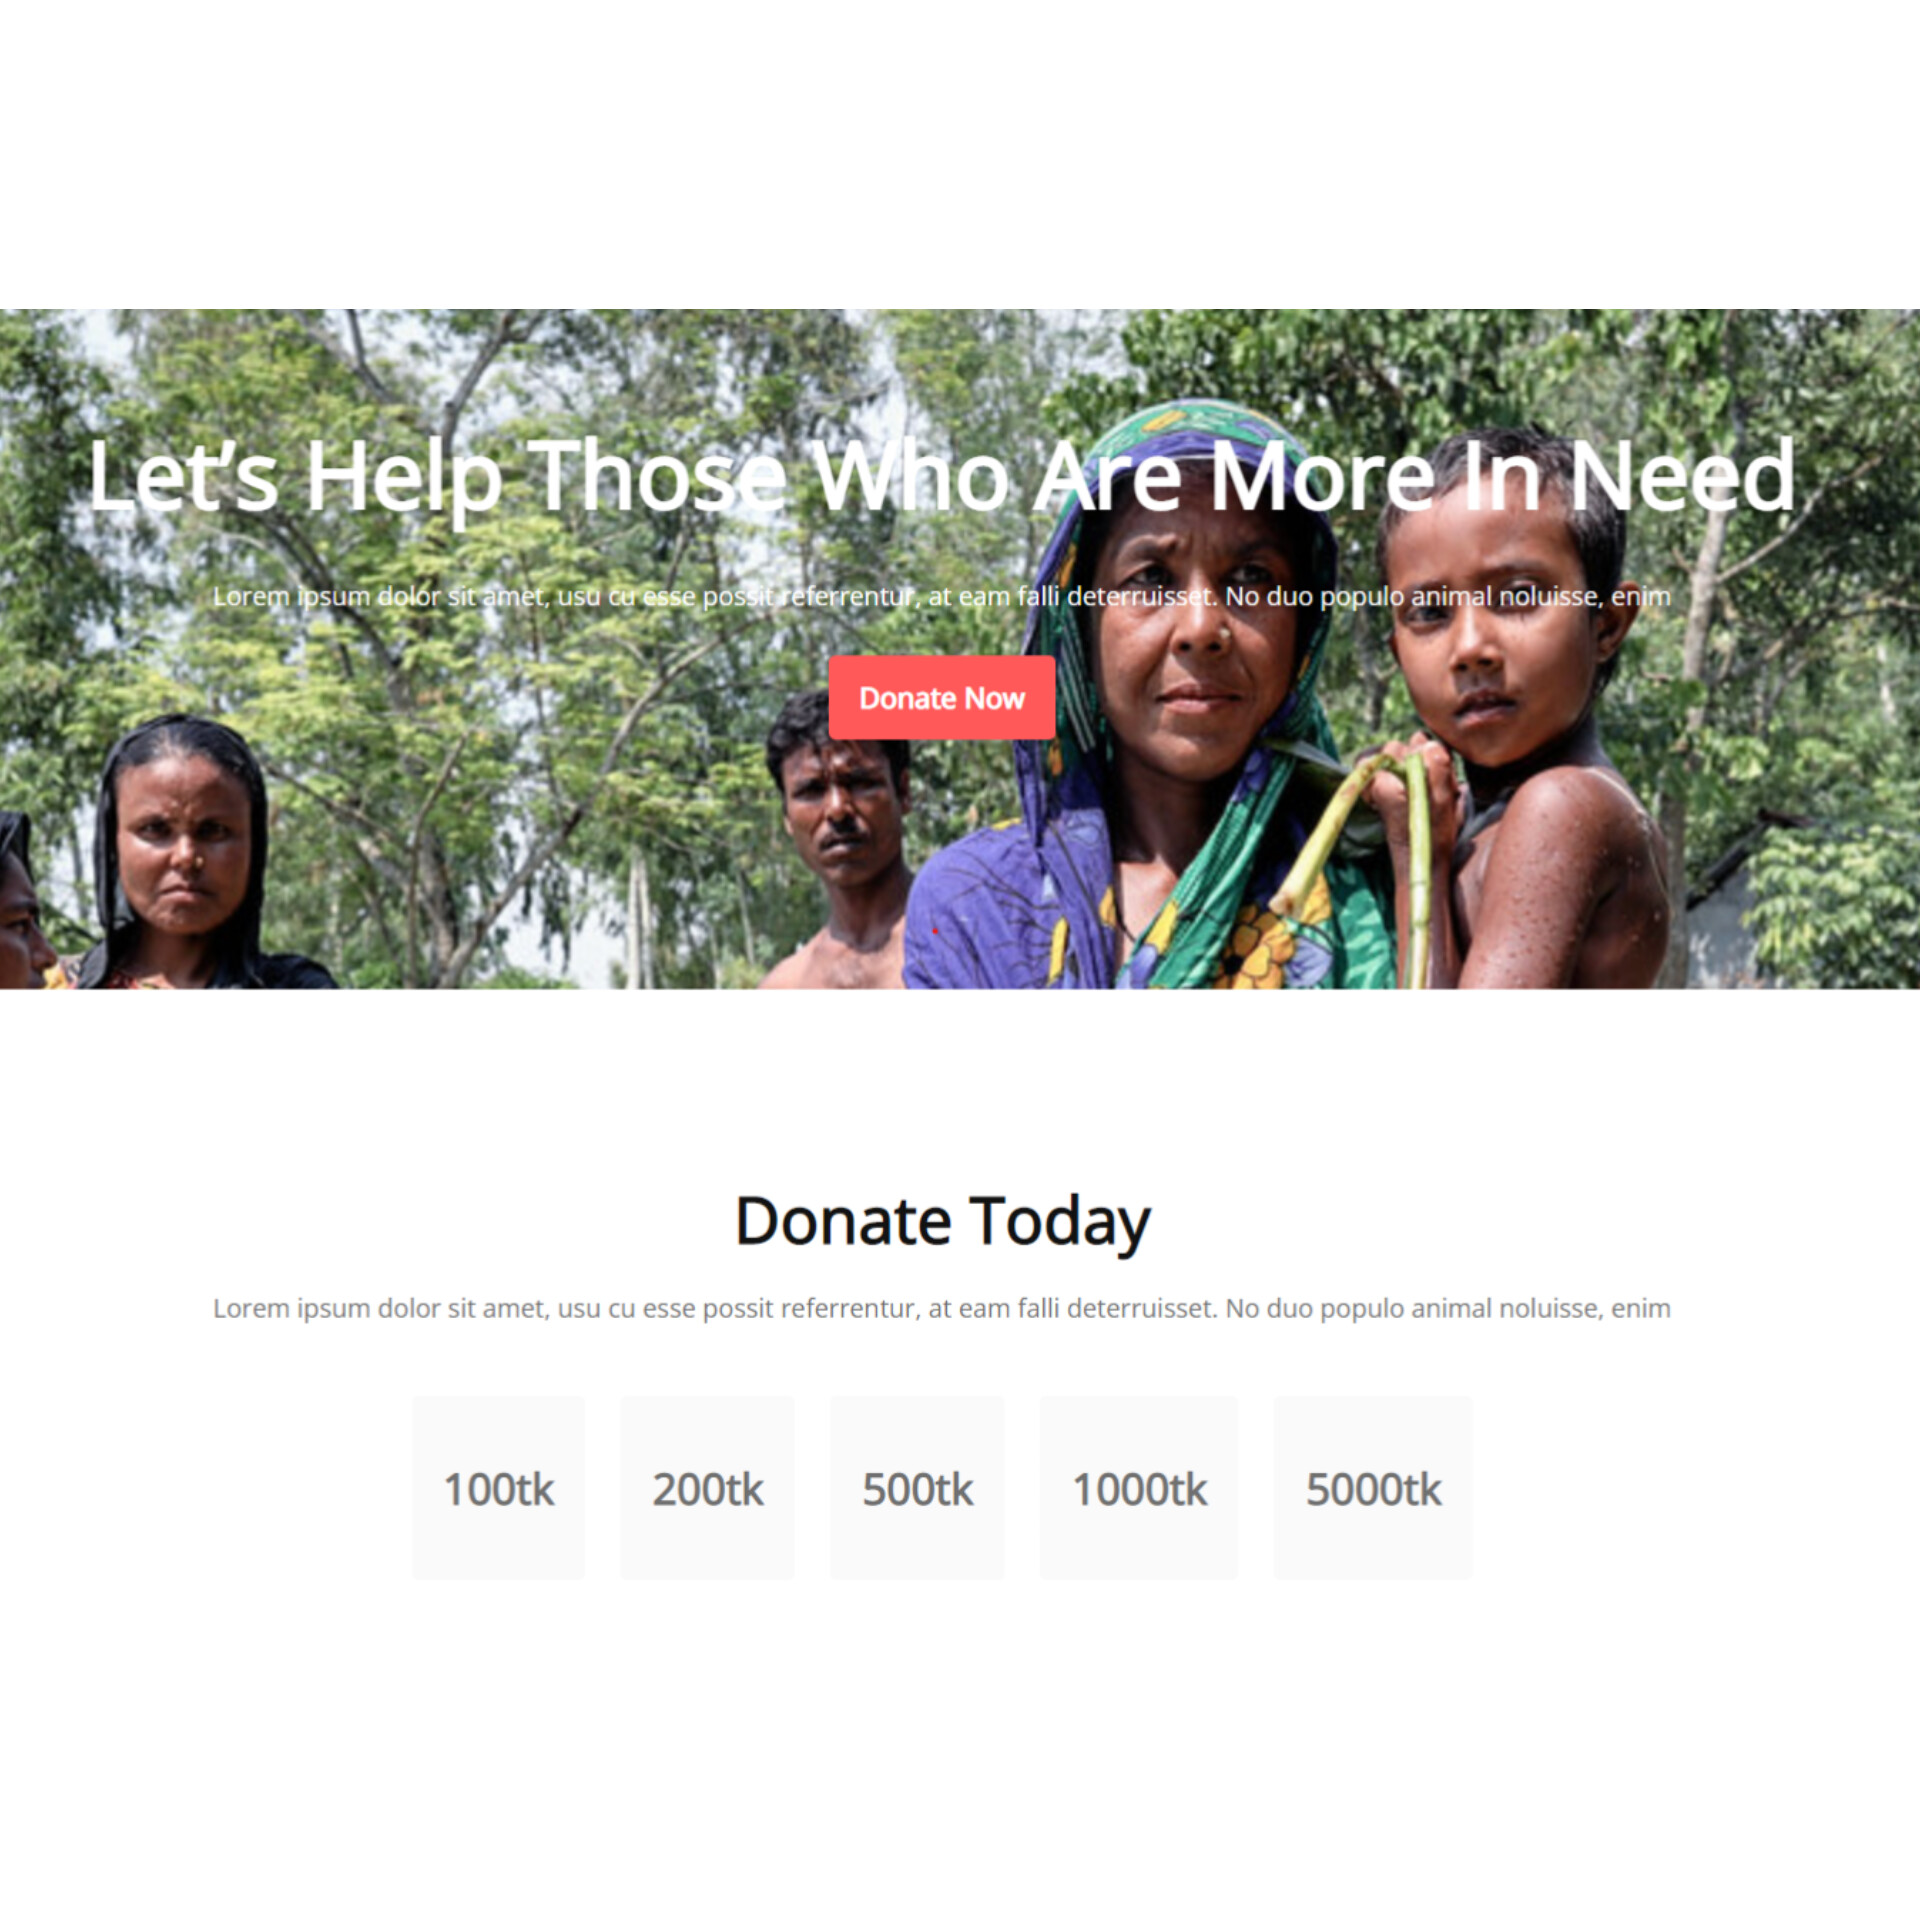 Let's Help Those Who Are More In Need
Lorem ipsum dolor sit amet, usu cu esse possit referrentur, at eam falli deterruisset. No duo populo animal noluisse, enim
Donate Now
Donate Today
Lorem ipsum dolor sit amet, usu cu esse possit referrentur, at eam falli deterruisset. No duo populo animal noluisse, enim
100tk 200tk 500tk 1000tk 5000tk